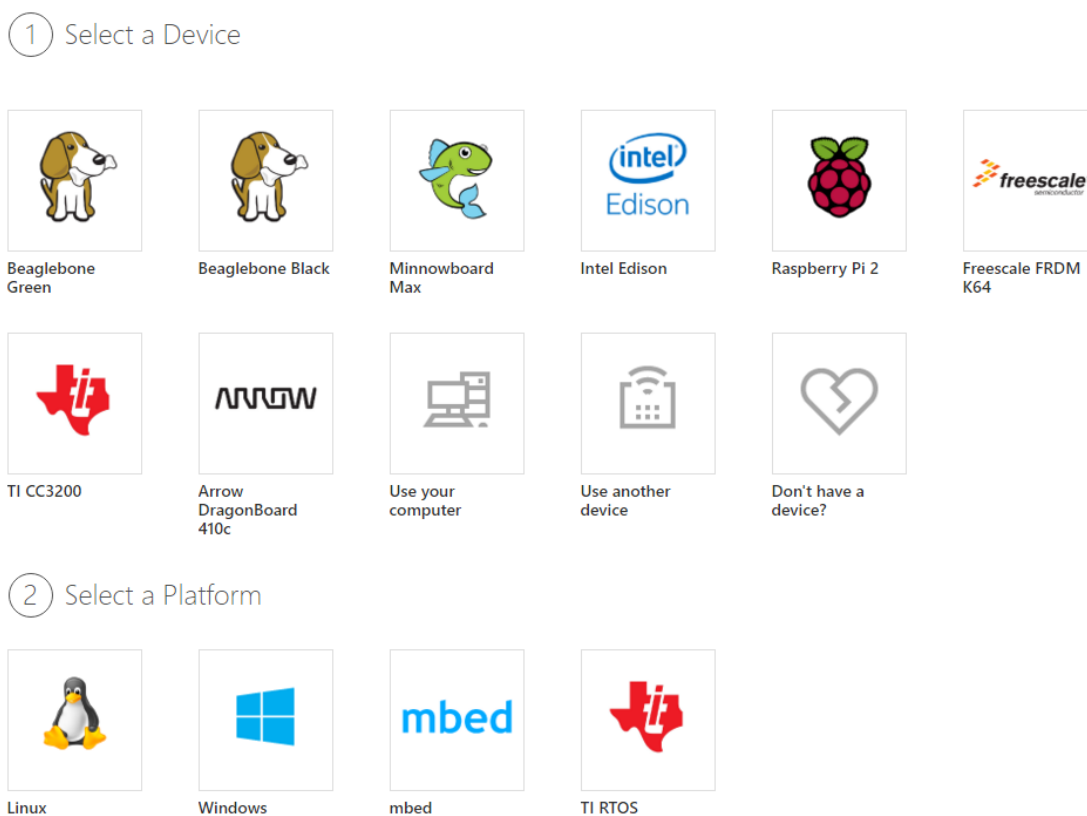 1 Select a Device
intel
Edison
freescale
semiconductor
Beaglebone
Green
Beaglebone Black
Minnowboard
Max
Intel Edison
Raspberry Pi 2
Freescale FRDM
K64
ti
ARROW
TI CC3200
Arrow
DragonBoard
410c
Use your
computer
Use another
device
Don't have a
device?
2 Select a Platform
mbed
ti
Linux
Windows
mbed
TI RTOS